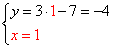 y = 3 · 1 − 7 = −4
x = 1